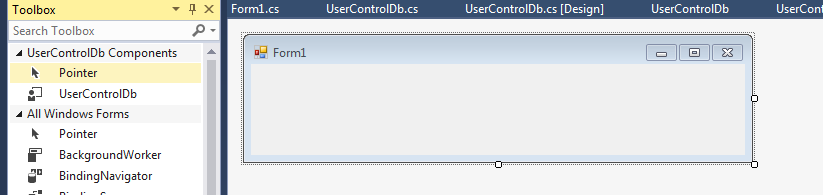 Toolbox
Form1.cs UserControlDb.cs UserControlDb.cs [Design] UserControlDb UserCont
Search Toolbox
UserControlDb Components
Pointer
UserControlDb
All Windows Forms
Pointer
BackgroundWorker
BindingNavigator
Form1